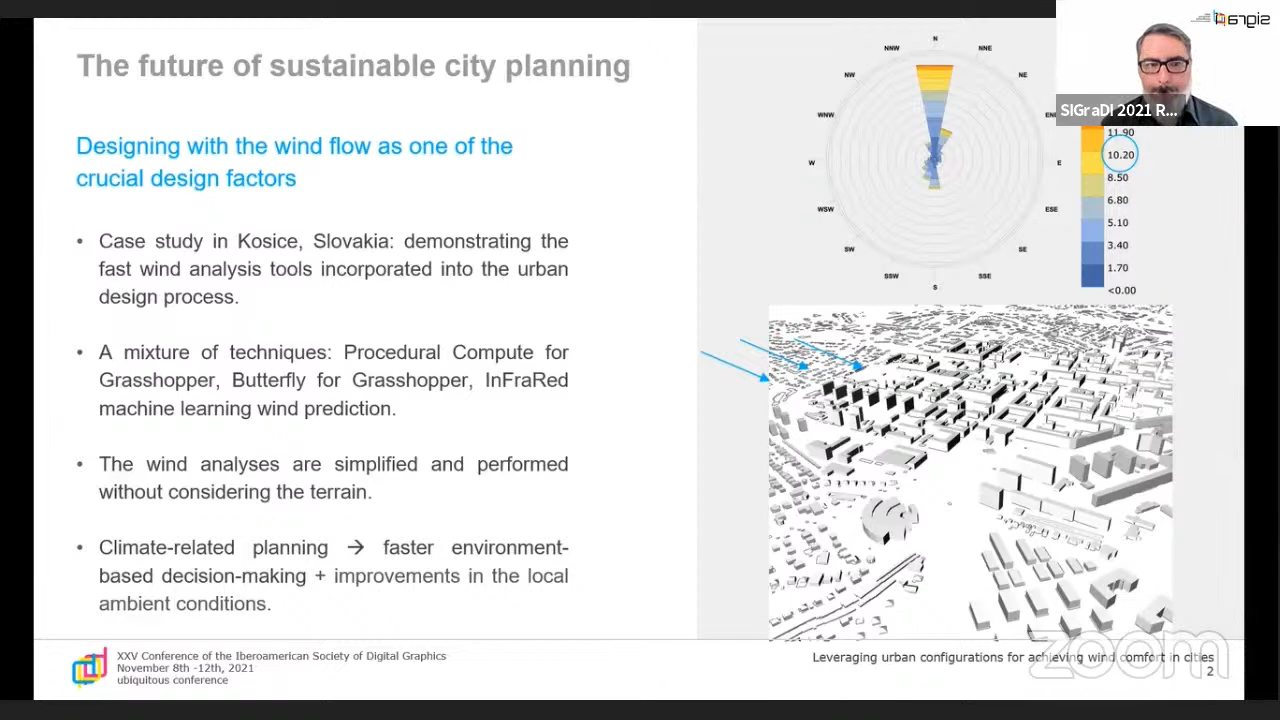 The future of sustainable city planning
Designing with the wind flow as one of the
crucial design factors
• Case study in Kosice, Slovakia: demonstrating the
fast wind analysis tools incorporated into the urban
design process.
• A mixture of techniques: Procedural Compute for
Grasshopper, Butterfly for Grasshopper, InFraRed
machine learning wind prediction.
• The wind analyses are simplified and performed
without considering the terrain.
• Climate-related planning → faster environment-
based decision-making + improvements in the local
ambient conditions.
N
NNW
NNE
NW
NE
WNW
W
E
WSW
ESE
SW
SE
SSW
SSE
S
11.90
10.20
8.50
6.80
5.10
3.40
1.70
<0.00
SIGraDI 2021 R...
XXV Conference of the Iberoamerican Society of Digital Graphics
November 8th -12th, 2021
ubiquitous conference
Leveraging urban configurations for achieving wind comfort in cities
2
zoom